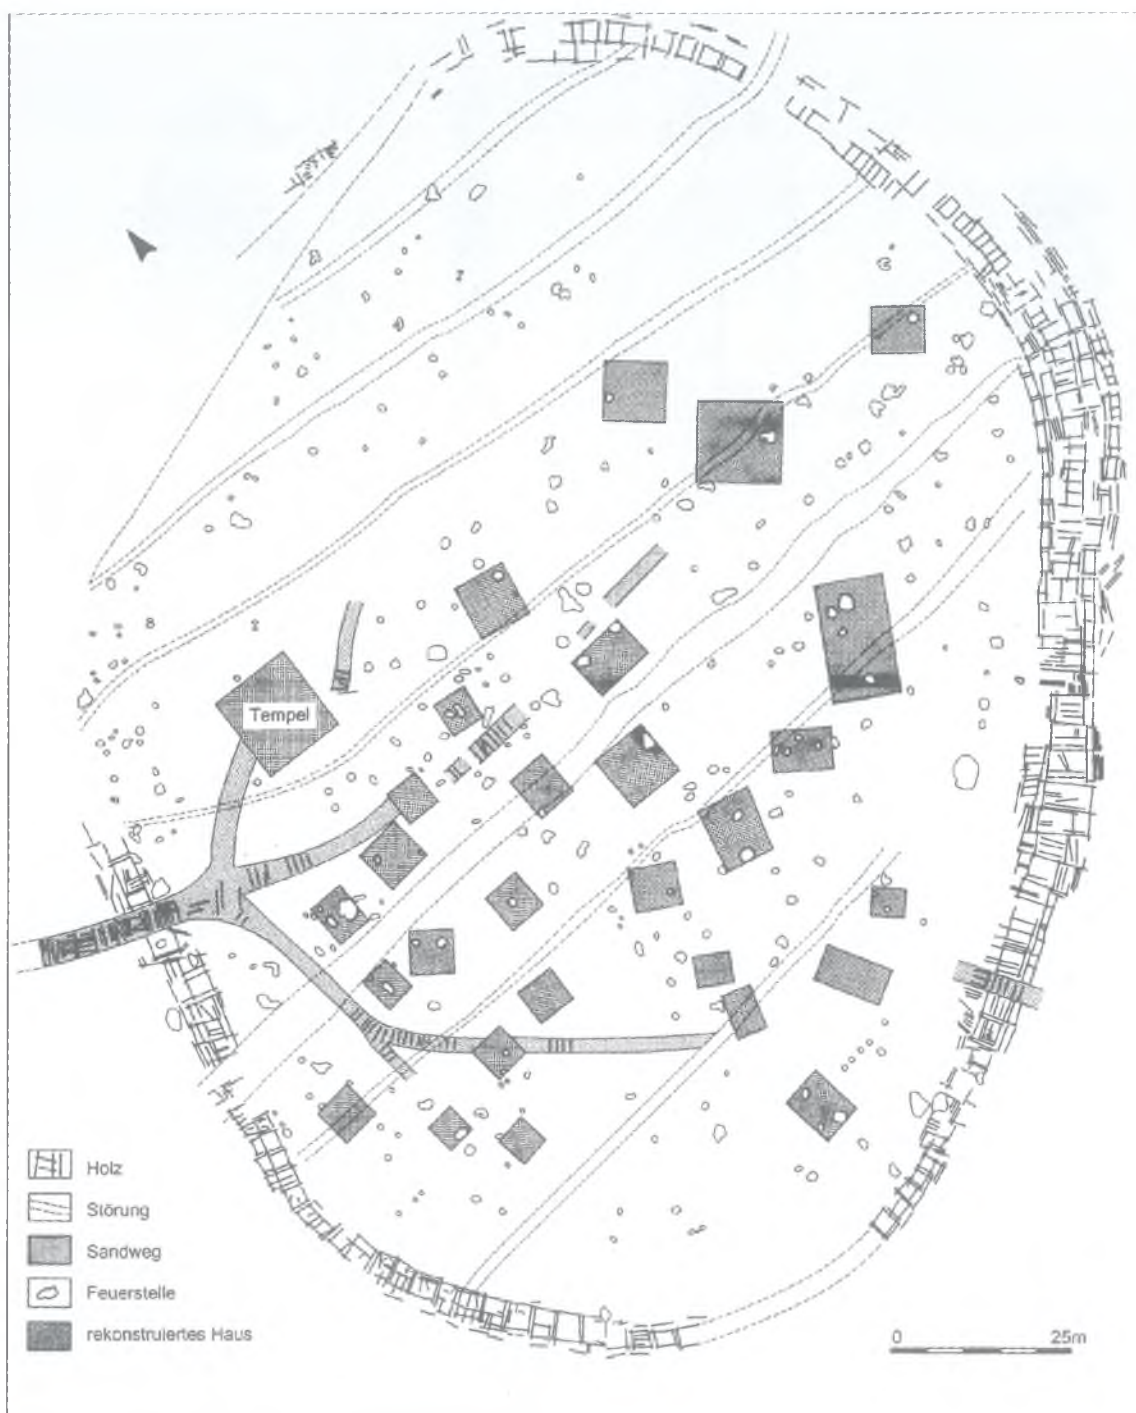 Tempel
Holz
Störung
Sandweg
Feuerstelle
rekonstruiertes Haus
0 25m